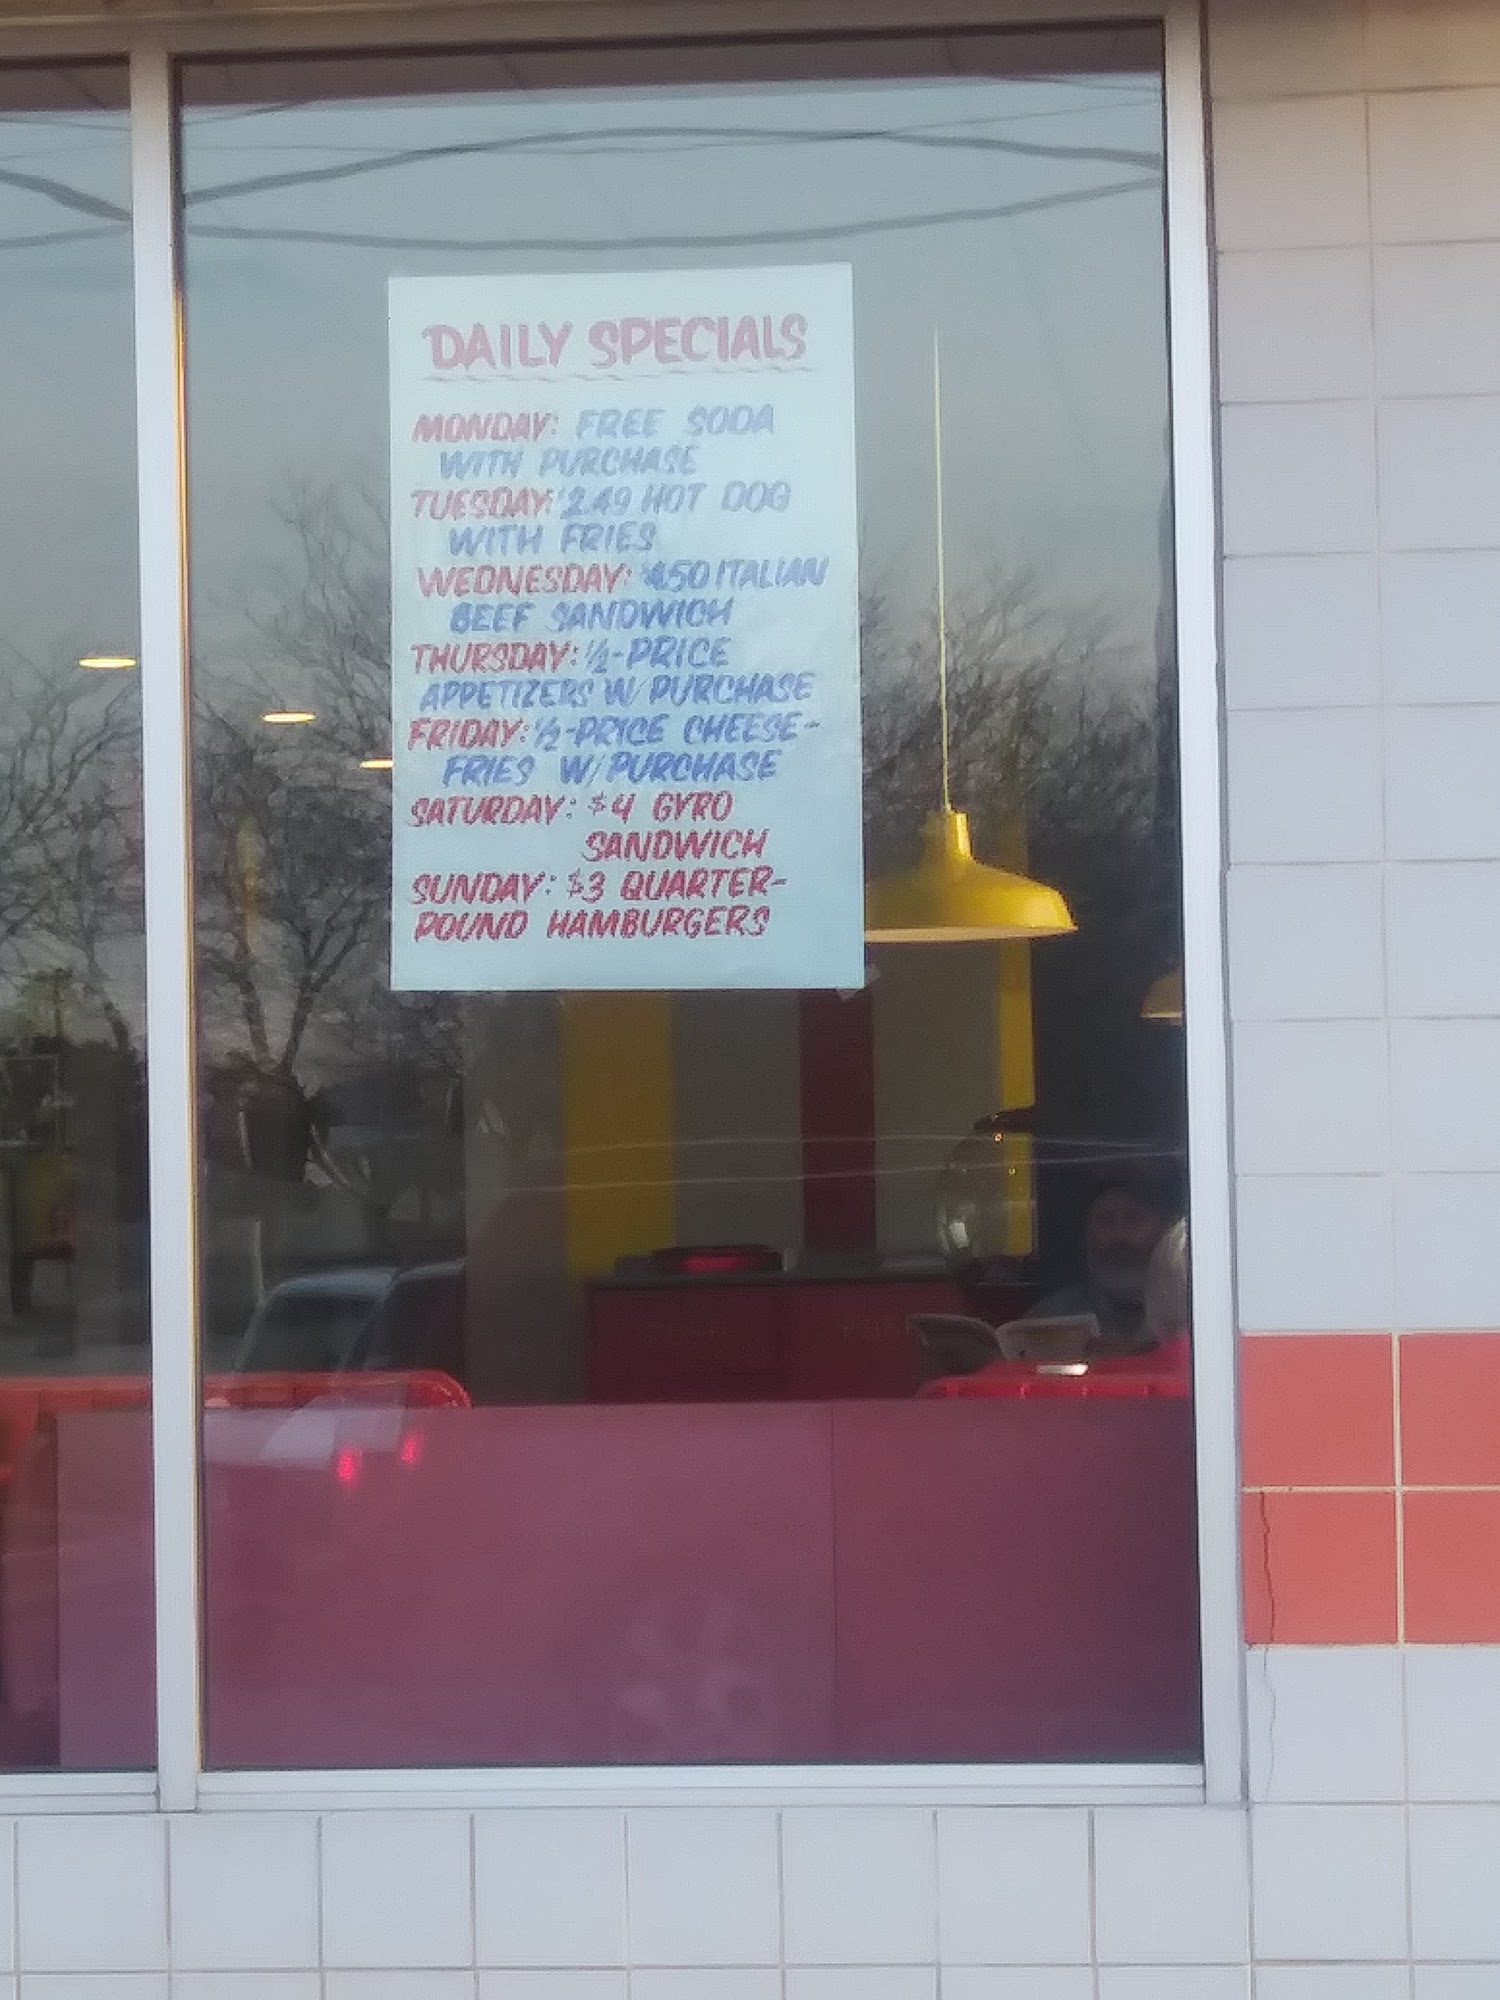 DAILY SPECIALS
MONDAY: FREE SODA
WITH PURCHASE
TUESDAY: $2.49 HOT DOG
WITH FRIES
WEDNESDAY: ITALIAN
BEEF SANDWICH
THURSDAY: ½-PRICE
APPETIZERS W/ PURCHASE
FRIDAY: ½-PRICE CHEESE-
FRIES W/ PURCHASE
SATURDAY: $4 GYRO
SANDWICH
SUNDAY: $3 QUARTER-
POUND HAMBURGERS